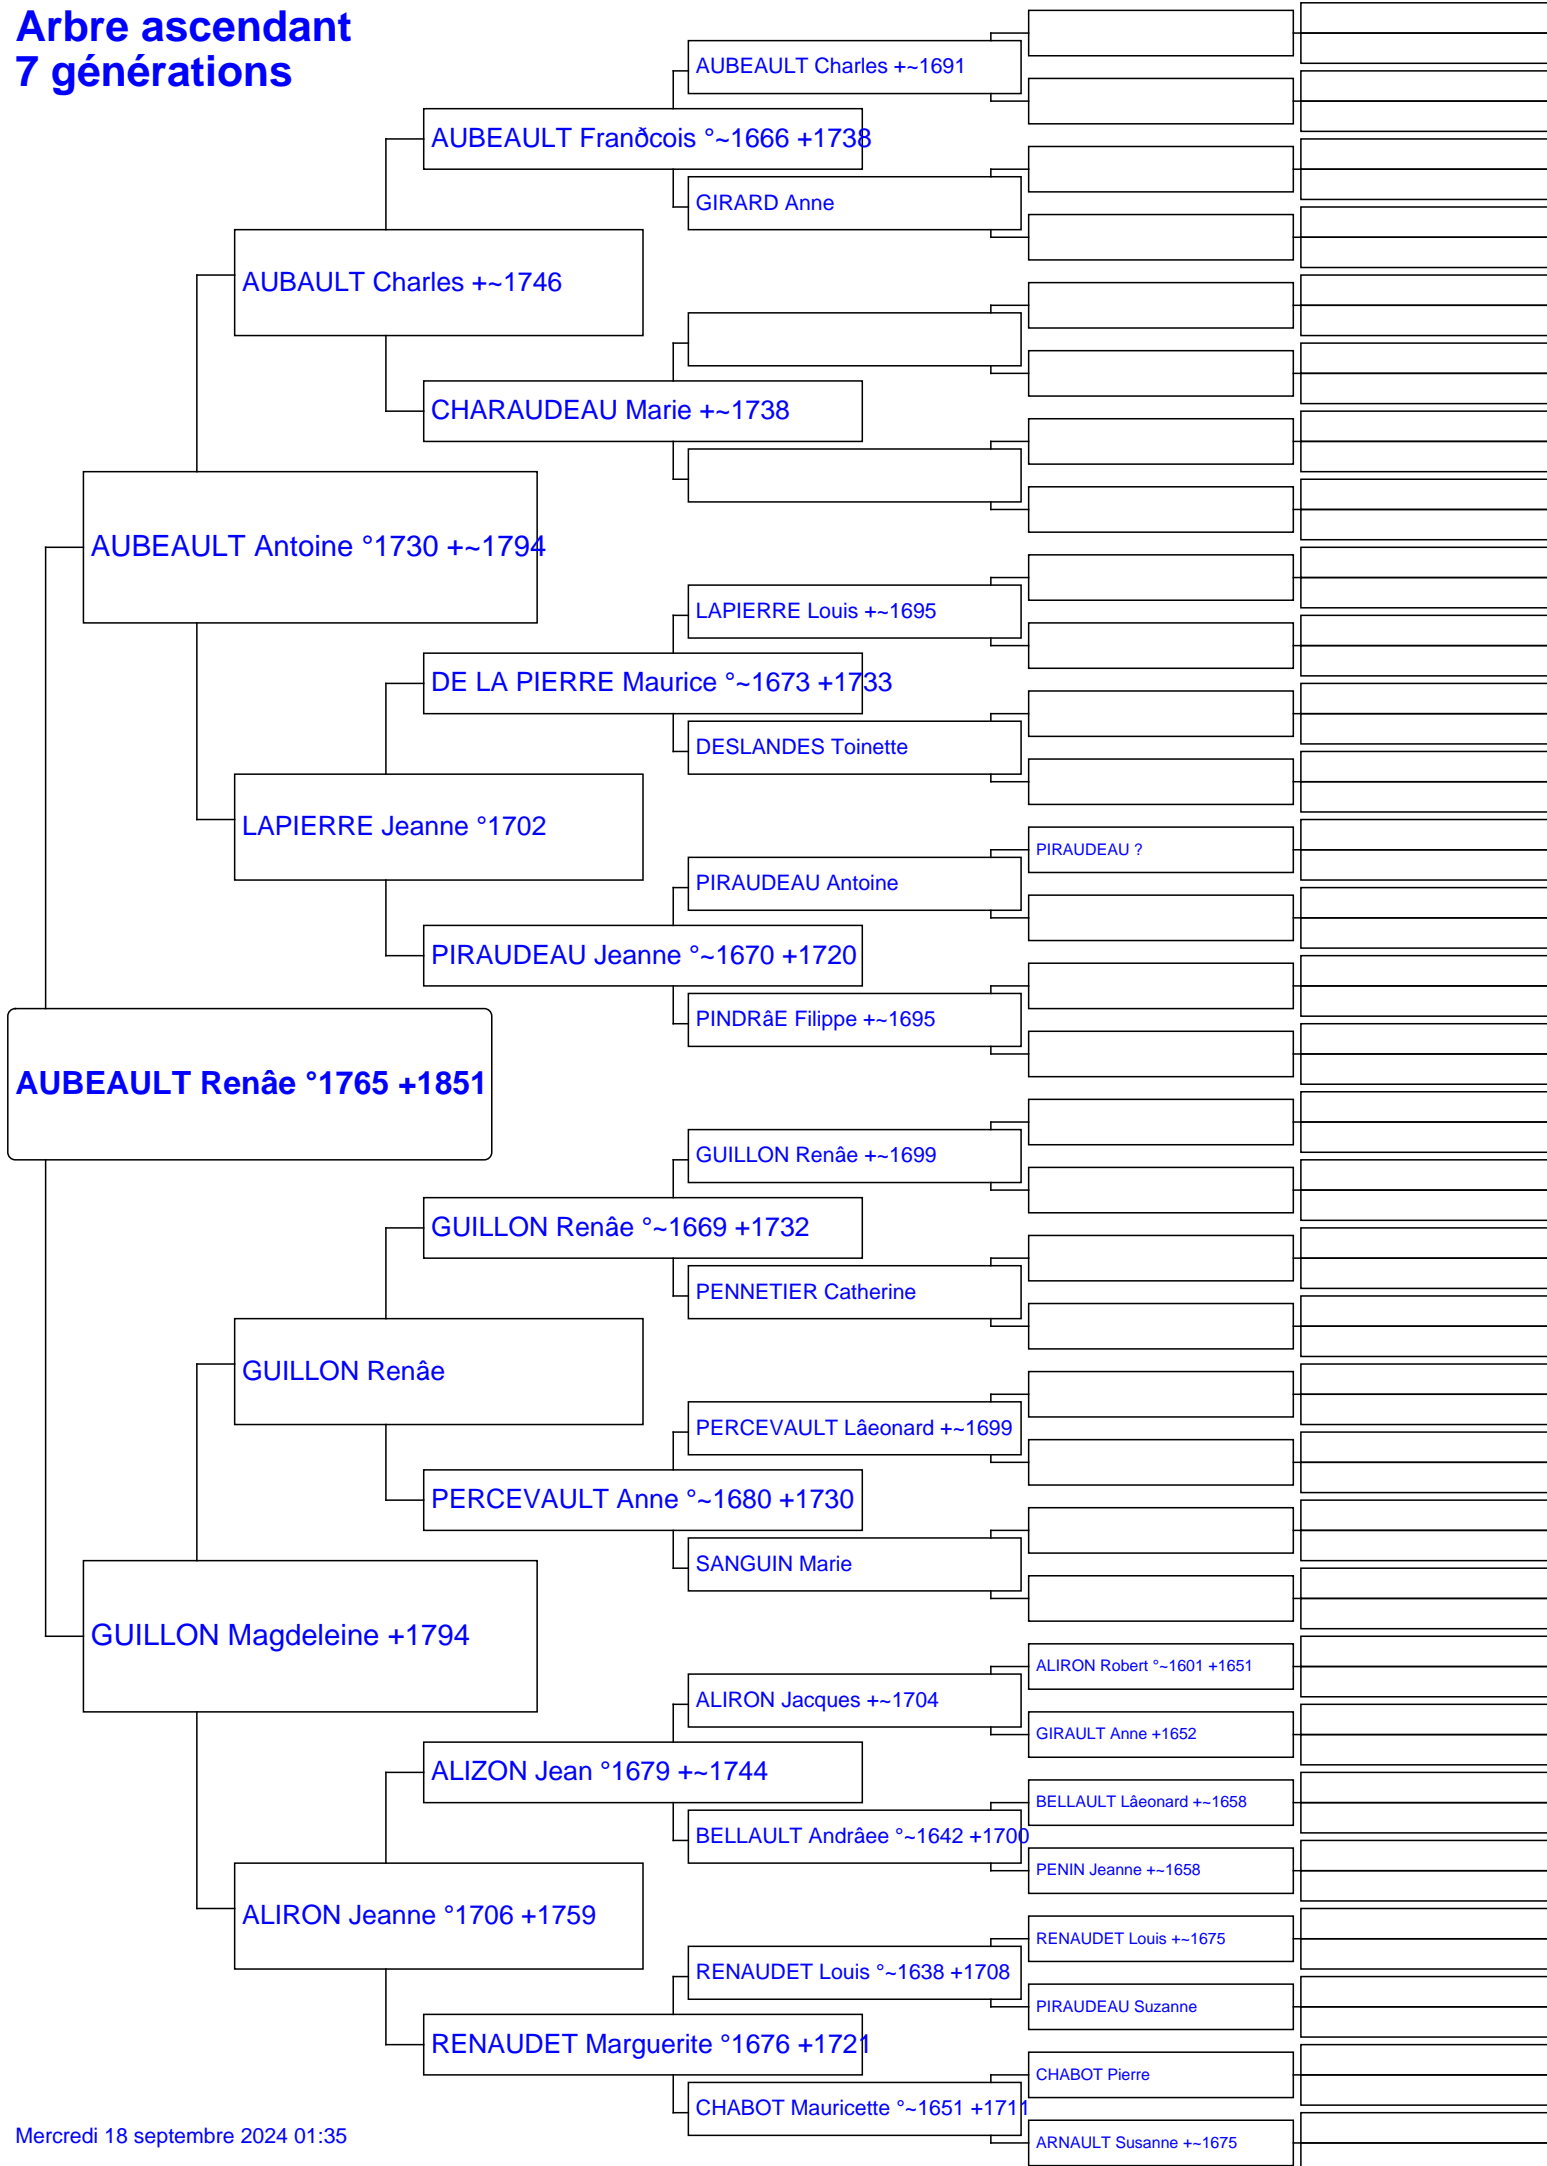 Arbre ascendant
7 générations
AUBEAULT Charles +~1691
AUBEAULT Franðcois °~1666 +1738
GIRARD Anne
AUBAULT Charles +~1746
CHARAUDEAU Marie +~1738
AUBEAULT Antoine °1730 +~1794
LAPIERRE Louis +~1695
DE LA PIERRE Maurice °~1673 +1733
DESLANDES Toinette
LAPIERRE Jeanne °1702
PIRAUDEAU ?
PIRAUDEAU Antoine
PIRAUDEAU Jeanne °~1670 +1720
PINDRâE Filippe +~1695
AUBEAULT Renâe °1765 +1851
GUILLON Renâe +~1699
GUILLON Renâe °~1669 +1732
PENNETIER Catherine
GUILLON Renâe
PERCEVAULT Lâeonard +~1699
PERCEVAULT Anne °~1680 +1730
SANGUIN Marie
GUILLON Magdeleine +1794
ALIRON Robert °~1601 +1651
ALIRON Jacques +~1704
GIRAULT Anne +1652
ALIZON Jean °1679 +~1744
BELLAULT Lâeonard +~1658
BELLAULT Andrâee °~1642 +1700
PENIN Jeanne +~1658
ALIRON Jeanne °1706 +1759
RENAUDET Louis +~1675
RENAUDET Louis °~1638 +1708
PIRAUDEAU Suzanne
RENAUDET Marguerite °1676 +1721
CHABOT Pierre
CHABOT Mauricette °~1651 +1711
ARNAULT Susanne +~1675
Mercredi 18 septembre 2024 01:35